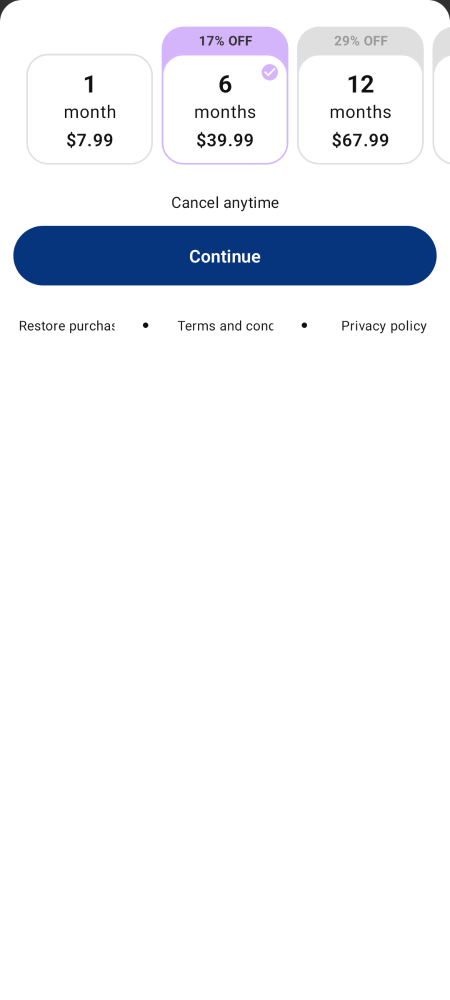 17% OFF
29% OFF
1
month
$7.99
6
months
$39.99
12
months
$67.99
Cancel anytime
Continue
Restore purchas
Terms and conc
Privacy policy